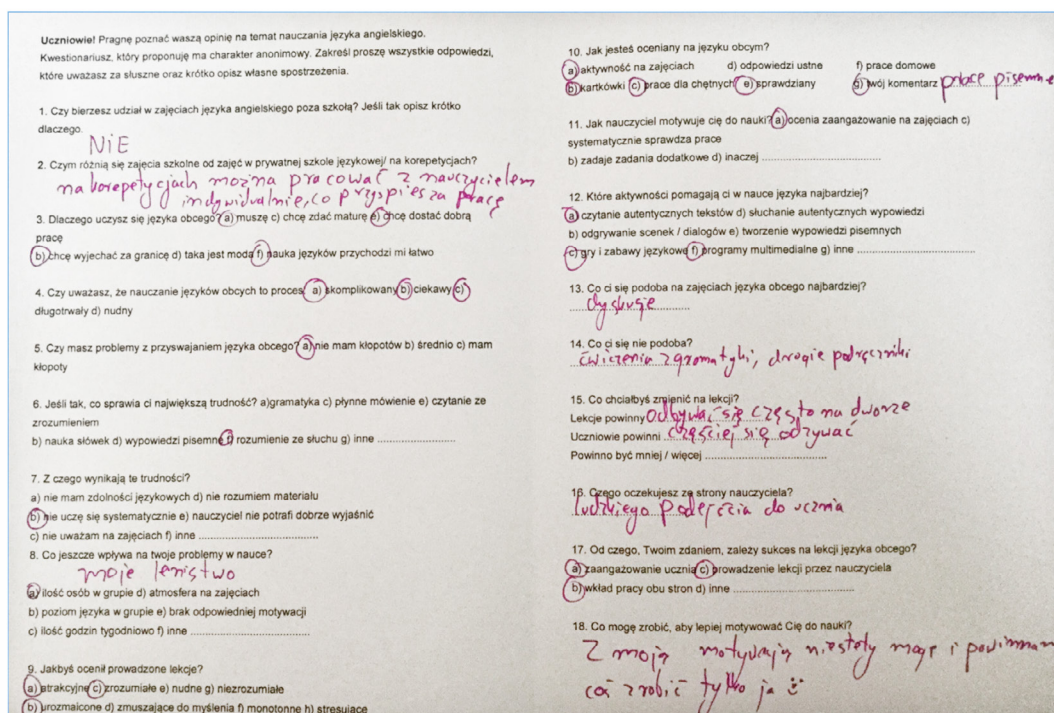 Uczniowie! Pragnę poznać waszą opinię na temat nauczania języka angielskiego.
Kwestionariusz, który proponuję ma charakter anonimowy. Zakreśl proszę wszystkie odpowiedzi,
które uważasz za słuszne oraz krótko opisz własne spostrzeżenia.
1. Czy bierzesz udział w zajęciach języka angielskiego poza szkołą? Jeśli tak opisz krótko
dlaczego.
NIE
2. Czym różnią się zajęcia szkolne od zajęć w prywatnej szkole językowej/ na korepetycjach?
na korepetycjach można pracować z nauczycielem
indywidualnie, co przyspiesza pracę
3. Dlaczego uczysz się języka obcego? a) muszę c) chcę zdać maturę e) chcę dostać dobrą
pracę
b) chcę wyjechać za granicę d) taka jest moda f) nauka języków przychodzi mi łatwo
4. Czy uważasz, że nauczanie języków obcych to proces: a) skomplikowany b) ciekawy c)
długotrwały d) nudny
5. Czy masz problemy z przyswajaniem języka obcego? a) nie mam kłopotów b) średnio c) mam
kłopoty
6. Jeśli tak, co sprawia ci największą trudność? a)gramatyka c) płynne mówienie e) czytanie ze
zrozumieniem
b) nauka słówek d) wypowiedzi pisemne f) rozumienie ze słuchu g) inne ........................
7. Z czego wynikają te trudności?
a) nie mam zdolności językowych d) nie rozumiem materiału
b) nie uczę się systematycznie e) nauczyciel nie potrafi dobrze wyjaśnić
c) nie uważam na zajęciach f) inne ........................................
8. Co jeszcze wpływa na twoje problemy w nauce?
moje lenistwo
a) ilość osób w grupie d) atmosfera na zajęciach
b) poziom języka w grupie e) brak odpowiedniej motywacji
c) ilość godzin tygodniowo f) inne ........................................
9. Jakbyś ocenił prowadzone lekcje?
a) atrakcyjne c) zrozumiałe e) nudne g) niezrozumiałe
b) urozmaicone d) zmuszające do myślenia f) monotonne h) stresujące
10. Jak jesteś oceniany na języku obcym?
a) aktywność na zajęciach d) odpowiedzi ustne f) prace domowe
b) kartkówki c) prace dla chętnych e) sprawdziany g) twój komentarz prace pisemne
11. Jak nauczyciel motywuje cię do nauki? a) ocenia zaangażowanie na zajęciach c)
systematycznie sprawdza prace
b) zadaje zadania dodatkowe d) inaczej ........................................
12. Które aktywności pomagają ci w nauce języka najbardziej?
a) czytanie autentycznych tekstów d) słuchanie autentycznych wypowiedzi
b) odgrywanie scenek / dialogów e) tworzenie wypowiedzi pisemnych
c) gry i zabawy językowe f) programy multimedialne g) inne ........................................
13. Co ci się podoba na zajęciach języka obcego najbardziej?
dyskusje
14. Co ci się nie podoba?
ćwiczenia z gramatyki, drogie podręczniki
15. Co chciałbyś zmienić na lekcji?
Lekcje powinny odbywać się często na dworze
Uczniowie powinni częściej się odzywać
Powinno być mniej / więcej ........................................
16. Czego oczekujesz ze strony nauczyciela?
ludzkiego podejścia do ucznia
17. Od czego, Twoim zdaniem, zależy sukces na lekcji języka obcego?
a) zaangażowanie ucznia c) prowadzenie lekcji przez nauczyciela
b) wkład pracy obu stron d) inne ........................................
18. Co mogę zrobić, aby lepiej motywować Cię do nauki?
Z moją motywacją niestety mogę i powinnam
coś zrobić tylko ja